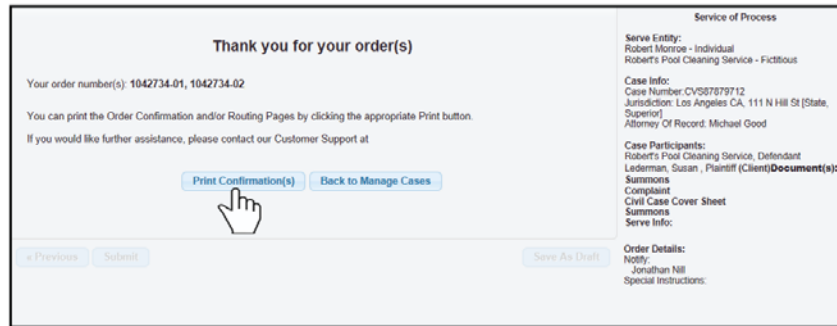 Thank you for your order(s)
Your order number(s): 1042734-01, 1042734-02
You can print the Order Confirmation and/or Routing Pages by clicking the appropriate Print button.
If you would like further assistance, please contact our Customer Support at
Print Confirmation(s)
Back to Manage Cases
« Previous
Submit
Save As Draft
Service of Process
Serve Entity:
Robert Monroe - Individual
Robert's Pool Cleaning Service - Fictitious
Case Info:
Case Number:CVS87879712
Jurisdiction: Los Angeles CA, 111 N Hill St [State,
Superior]
Attorney Of Record: Michael Good
Case Participants:
Robert's Pool Cleaning Service, Defendant
Lederman, Susan , Plaintiff (Client)Document(s):
Summons
Complaint
Civil Case Cover Sheet
Summons
Serve Info:
Order Details:
Notify:
Jonathan Nill
Special Instructions: